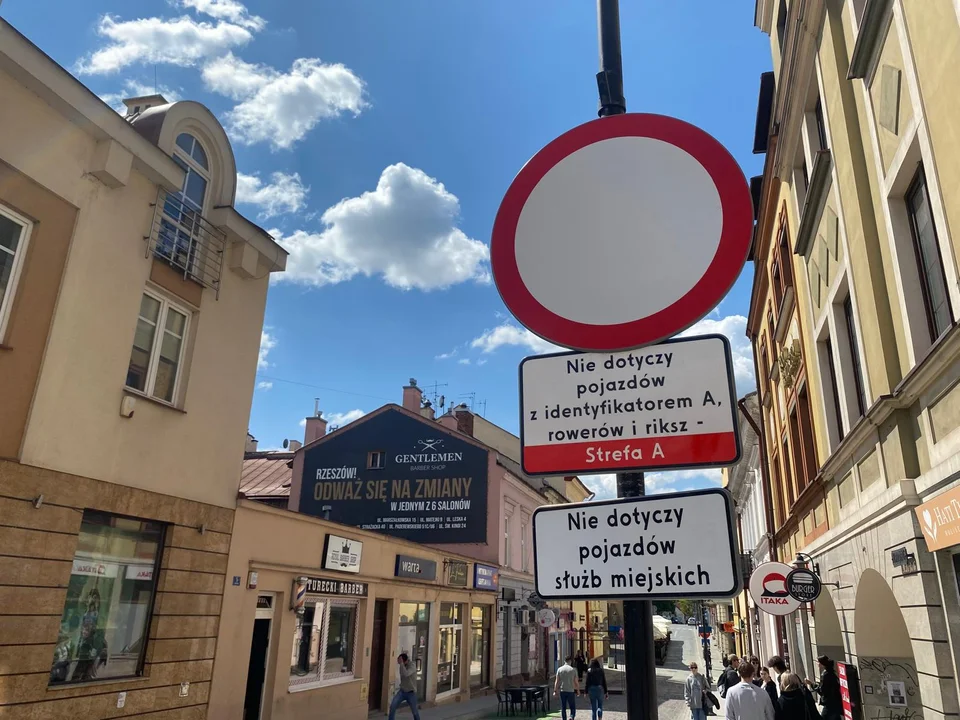 Nie dotyczy
pojazdów
z identyfikatorem A,
rowerów i riksz -
Strefa A
Nie dotyczy
pojazdów
służb miejskich
GENTLEMEN
BARBER SHOP
RZESZÓW!
ODWAŻ SIĘ NA ZMIANY
W JEDNYM Z 6 SALONÓW
TURECKI BARBER
warta.
ITAKA
BURGER